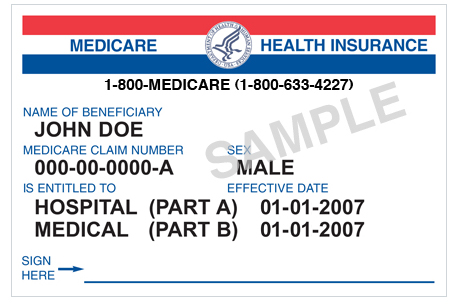 MEDICARE HEALTH INSURANCE
1-800-MEDICARE (1-800-633-4227)
NAME OF BENEFICIARY
JOHN DOE
MEDICARE CLAIM NUMBER SEX
000-00-0000-A MALE
IS ENTITLED TO EFFECTIVE DATE
HOSPITAL (PART A) 01-01-2007
MEDICAL (PART B) 01-01-2007
SIGN
HERE
SAMPLE